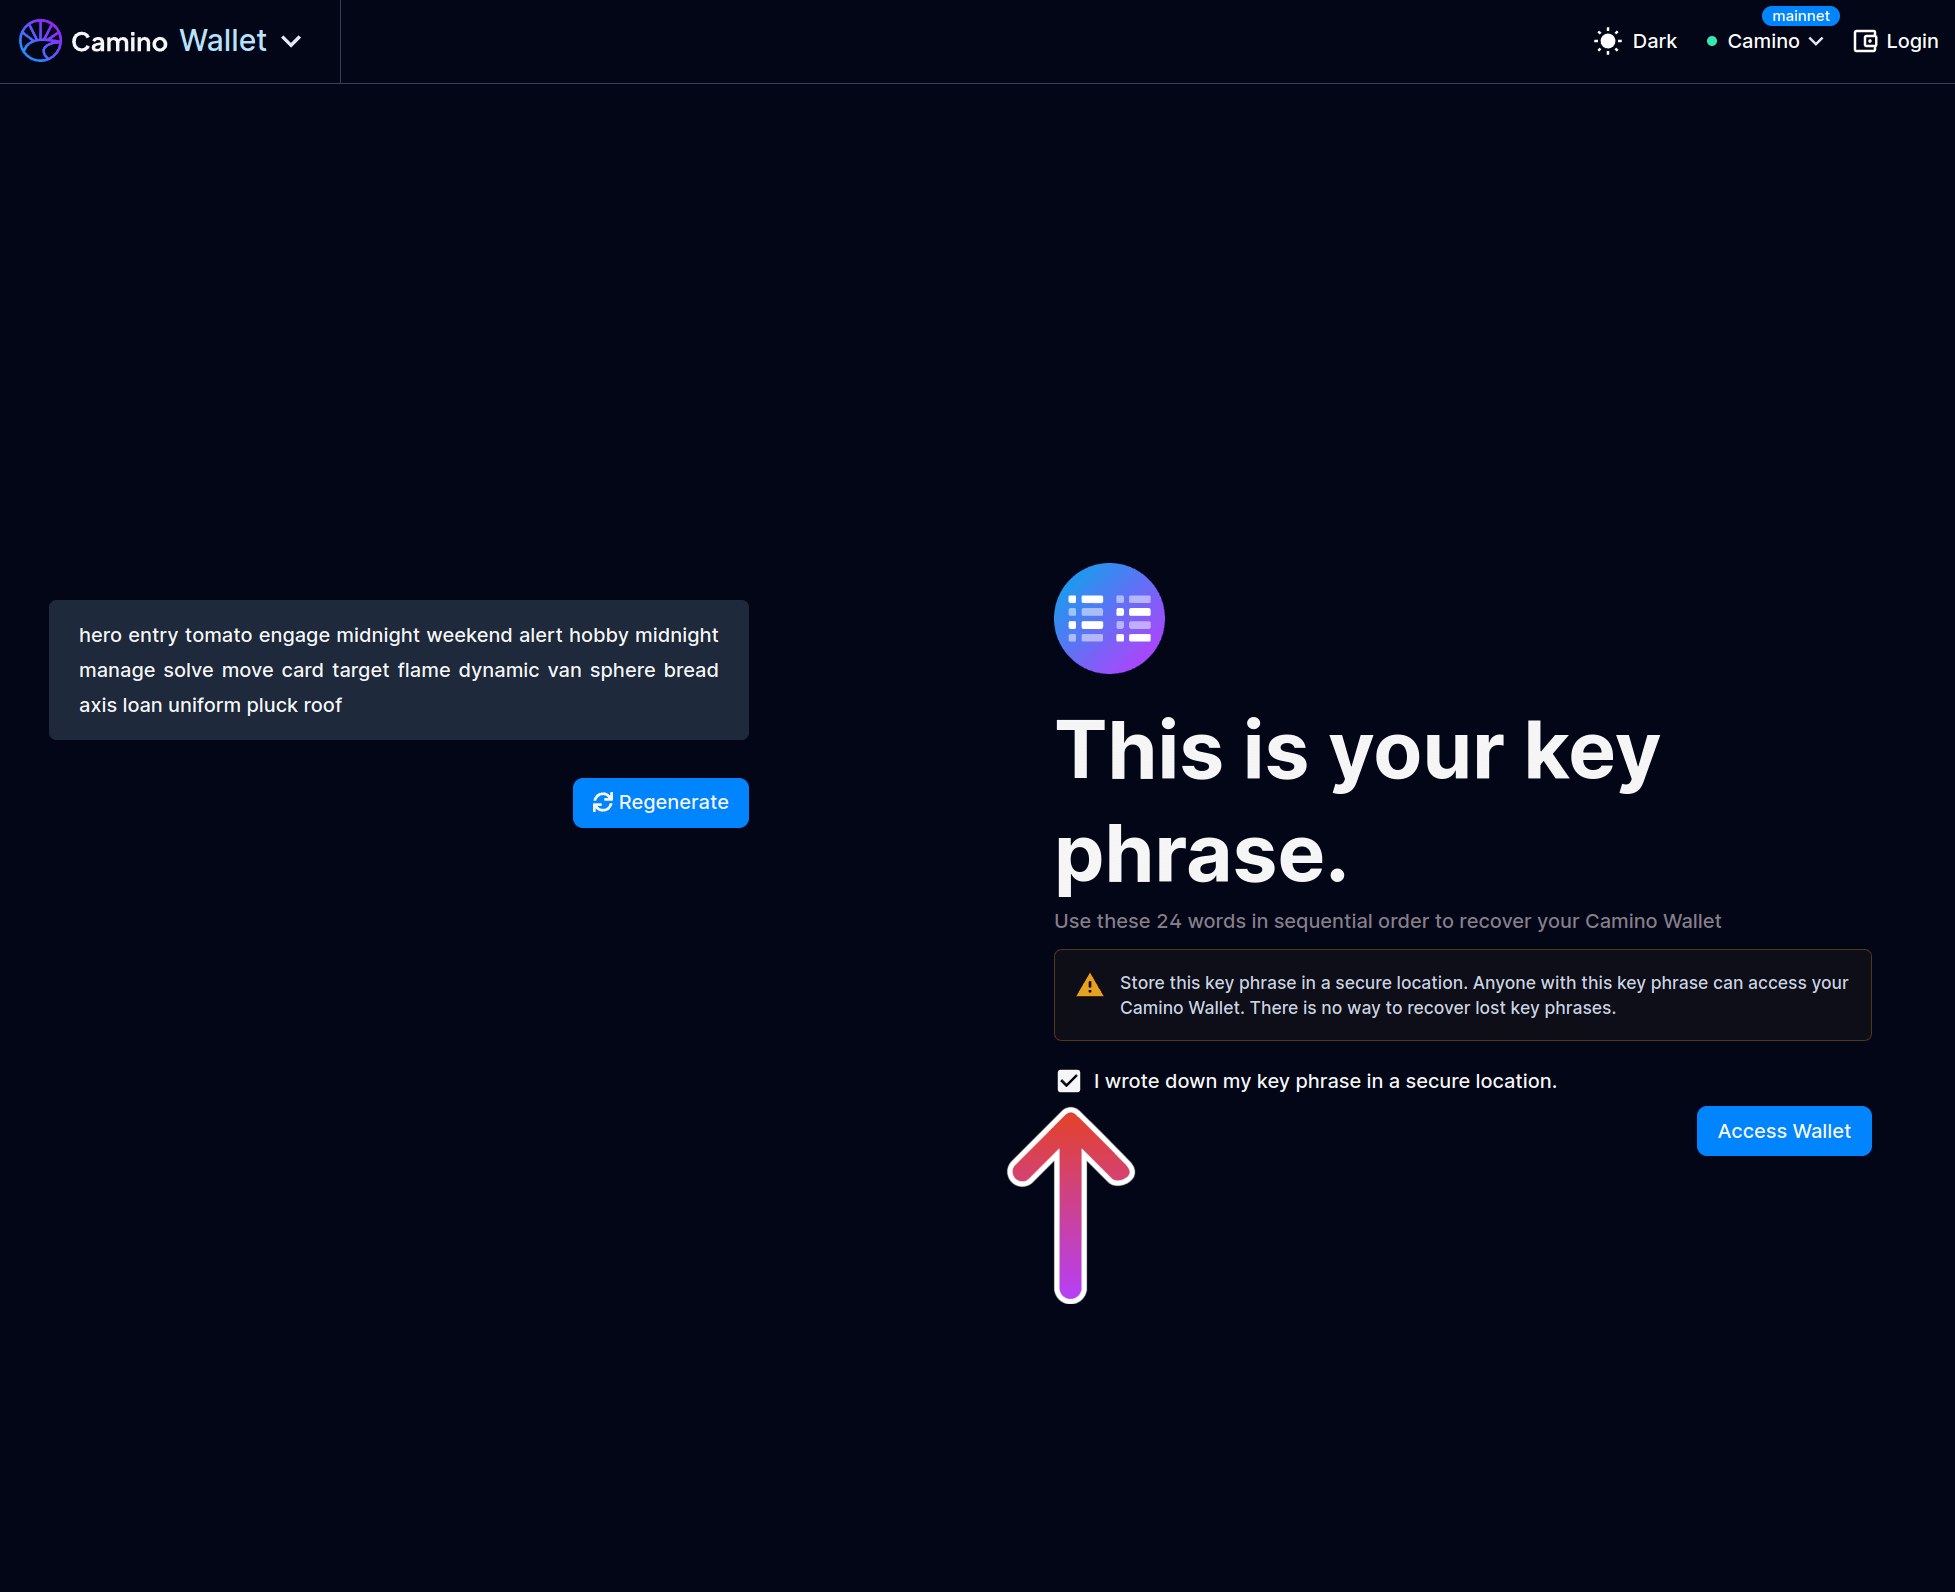 Camino Wallet
mainnet
Dark
Camino
Login
hero entry tomato engage midnight weekend alert hobby midnight
manage solve move card target flame dynamic van sphere bread
axis loan uniform pluck roof
Regenerate
This is your key
phrase.
Use these 24 words in sequential order to recover your Camino Wallet
Store this key phrase in a secure location. Anyone with this key phrase can access your
Camino Wallet. There is no way to recover lost key phrases.
I wrote down my key phrase in a secure location.
Access Wallet